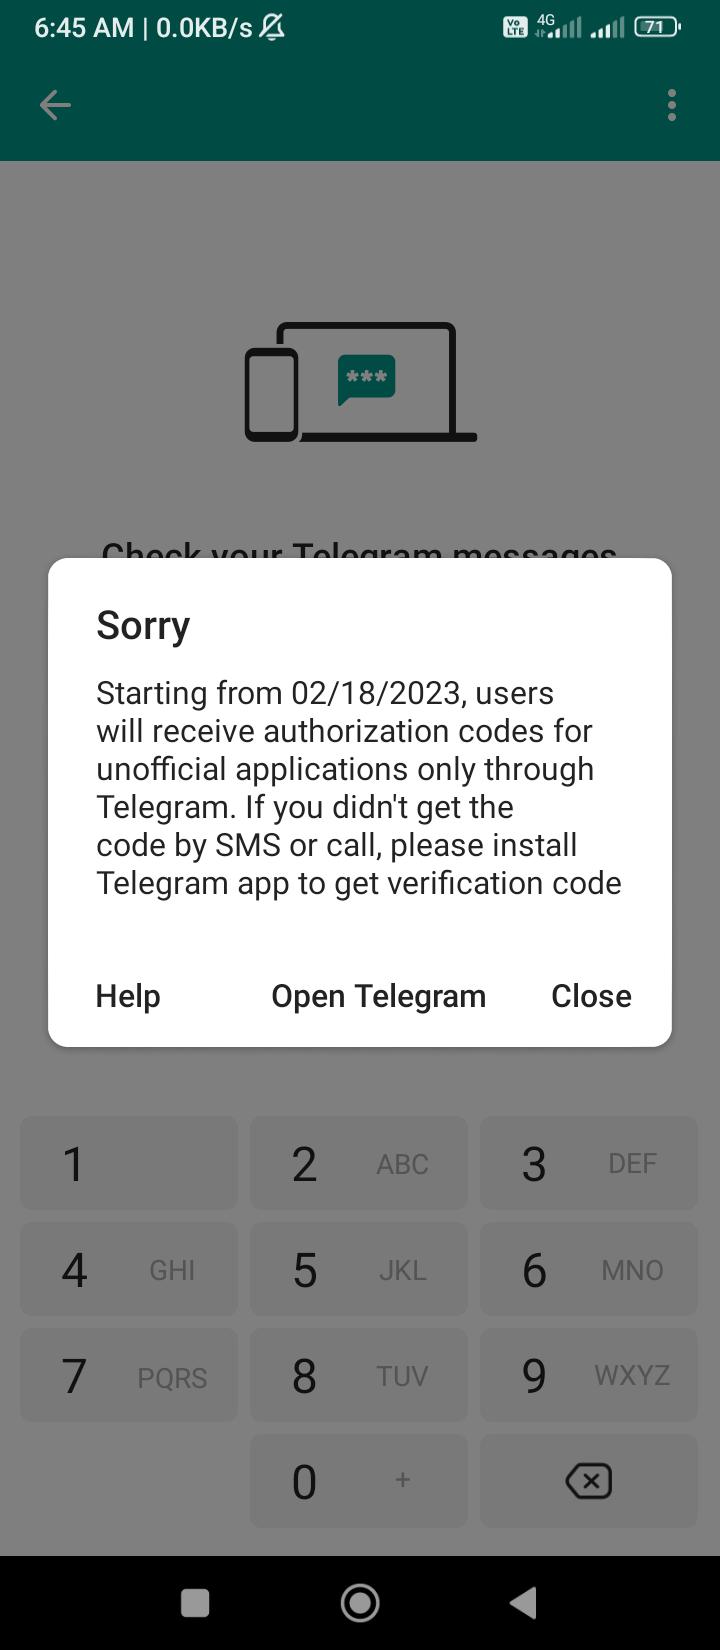 6:45 AM | 0.0KB/s
Vo LTE 4G 71
***
Check your Telegram messages
Sorry
Starting from 02/18/2023, users
will receive authorization codes for
unofficial applications only through
Telegram. If you didn't get the
code by SMS or call, please install
Telegram app to get verification code
Help Open Telegram Close
1 2 ABC 3 DEF
4 GHI 5 JKL 6 MNO
7 PQRS 8 TUV 9 WXYZ
0 +